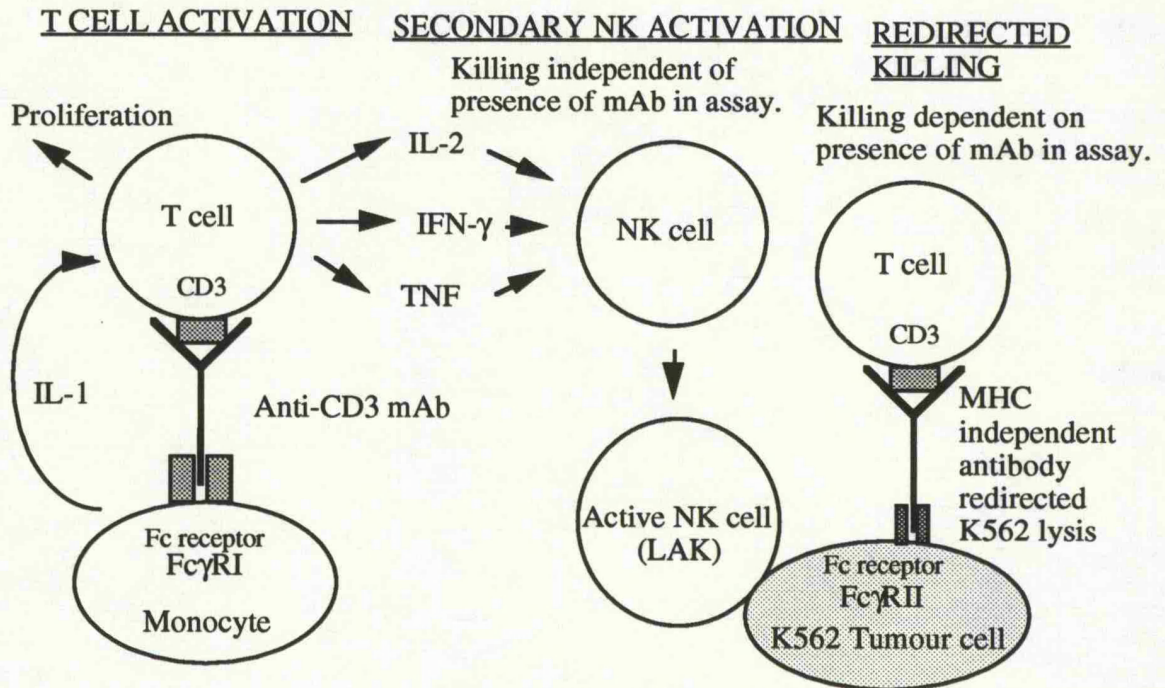 T CELL ACTIVATION
SECONDARY NK ACTIVATION
REDIRECTED
KILLING
Killing independent of
presence of mAb in assay.
Killing dependent on
presence of mAb in assay.
Proliferation
T cell
CD3
IL-1
Anti-CD3 mAb
Fc receptor
FcγRI
Monocyte
IL-2
IFN-γ
TNF
NK cell
Active NK cell
(LAK)
T cell
CD3
MHC
independent
antibody
redirected
K562 lysis
Fc receptor
FcγRII
K562 Tumour cell